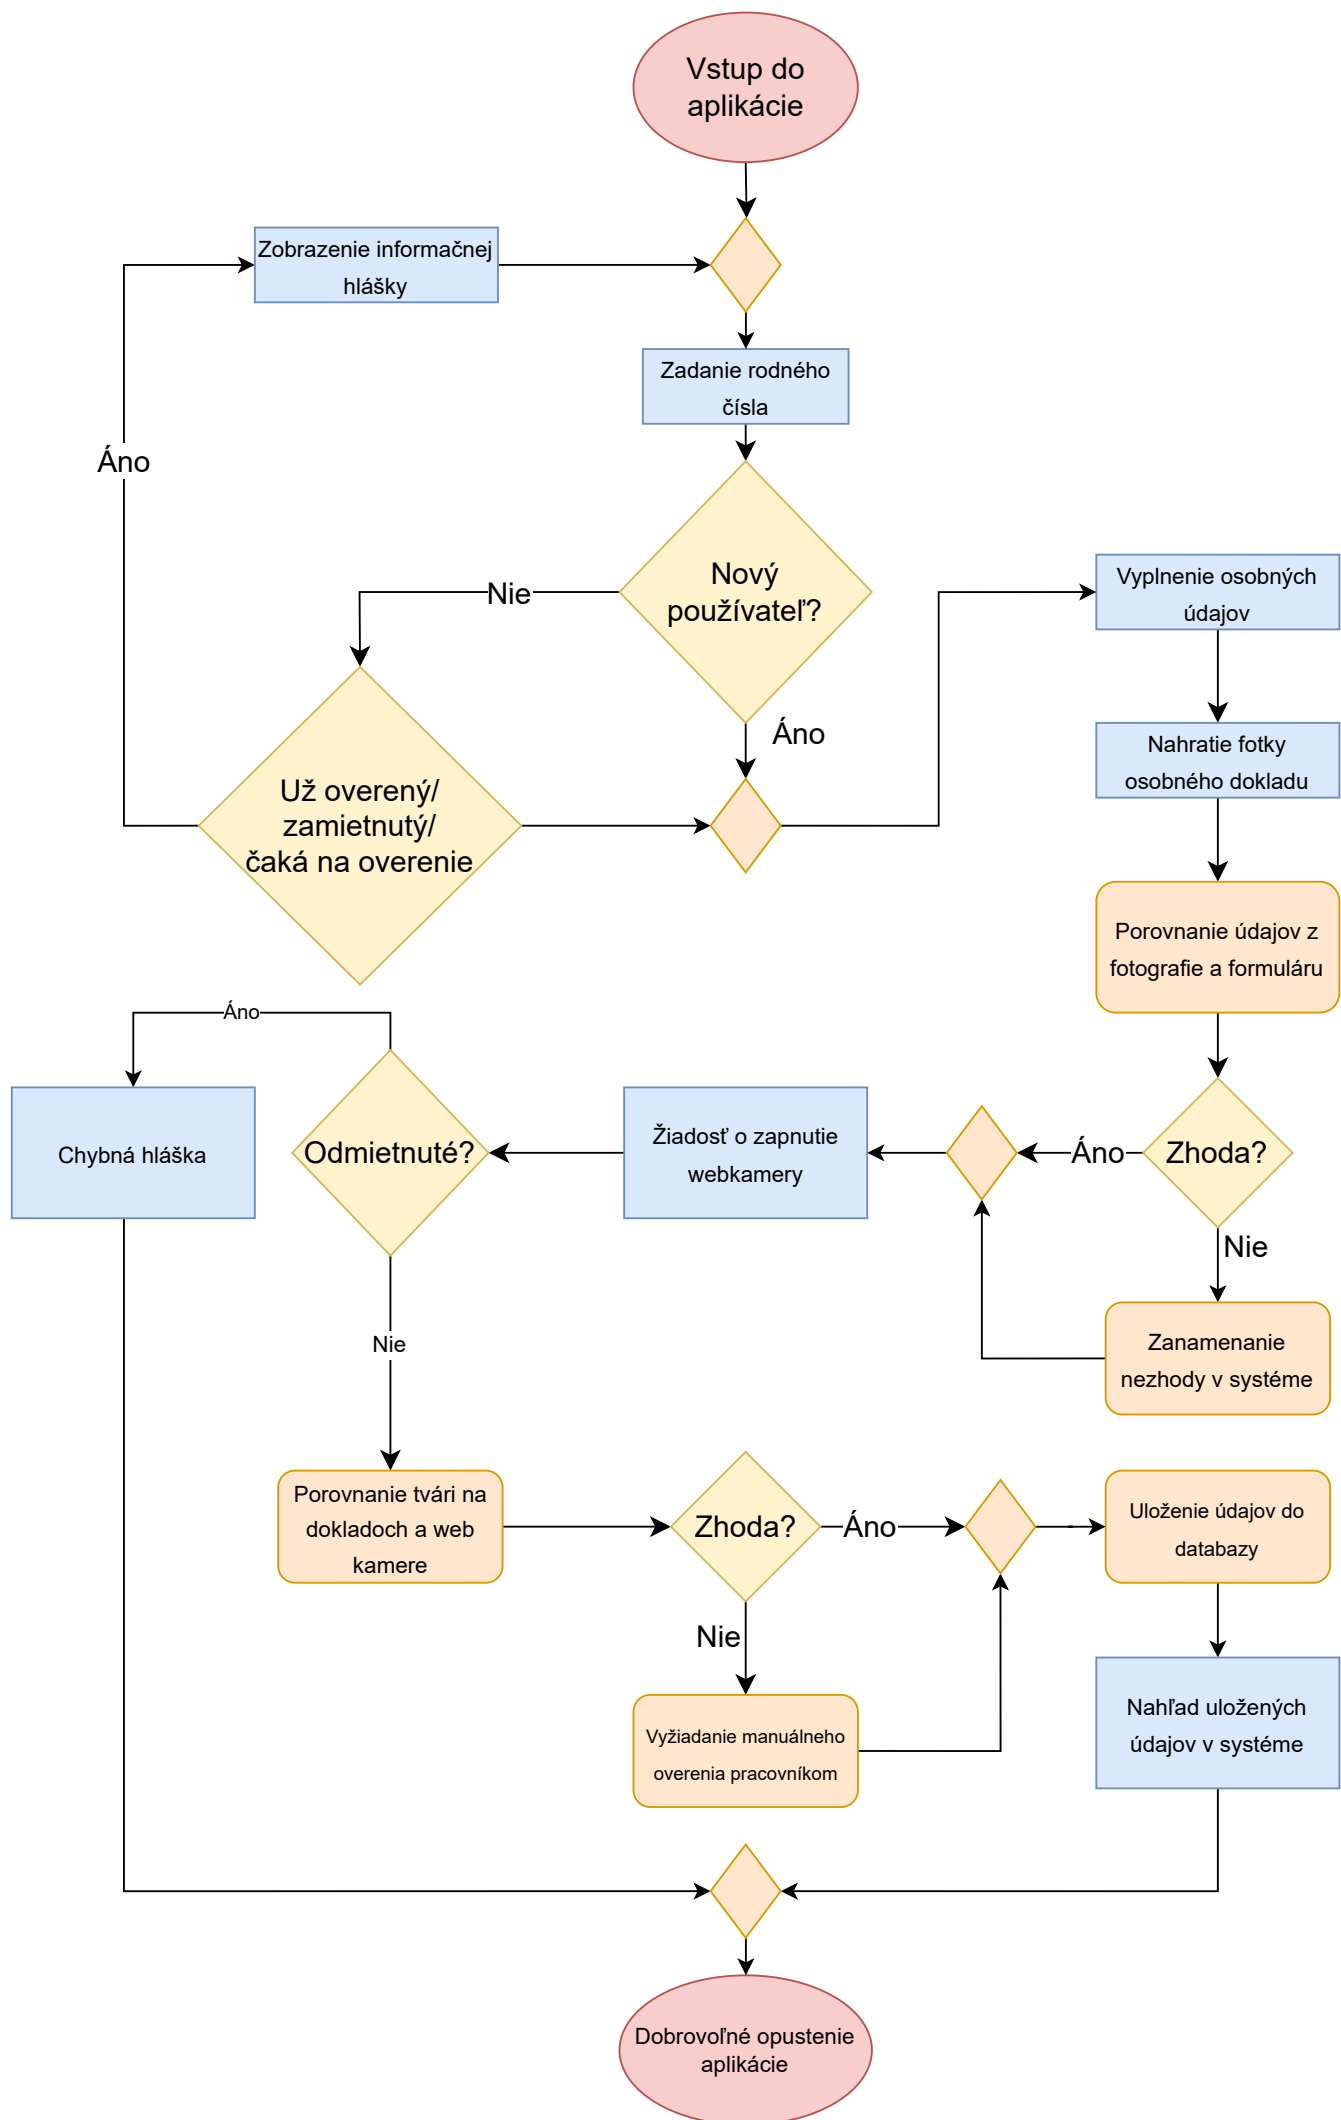 Vstup do
aplikácie
Zobrazenie informačnej
hlášky
Zadanie rodného
čísla
Áno
Nový
používateľ?
Nie
Áno
Vyplnenie osobných
údajov
Nahratie fotky
osobného dokladu
Už overený/
zamietnutý/
čaká na overenie
Porovnanie údajov z
fotografie a formuláru
Áno
Chybná hláška
Odmietnuté?
Žiadosť o zapnutie
webkamery
Áno
Zhoda?
Nie
Zanamenanie
nezhody v systéme
Nie
Porovnanie tvári na
dokladoch a web
kamere
Zhoda?
Áno
Uloženie údajov do
databazy
Nie
Vyžiadanie manuálneho
overenia pracovníkom
Nahľad uložených
údajov v systéme
Dobrovoľné opustenie
aplikácie